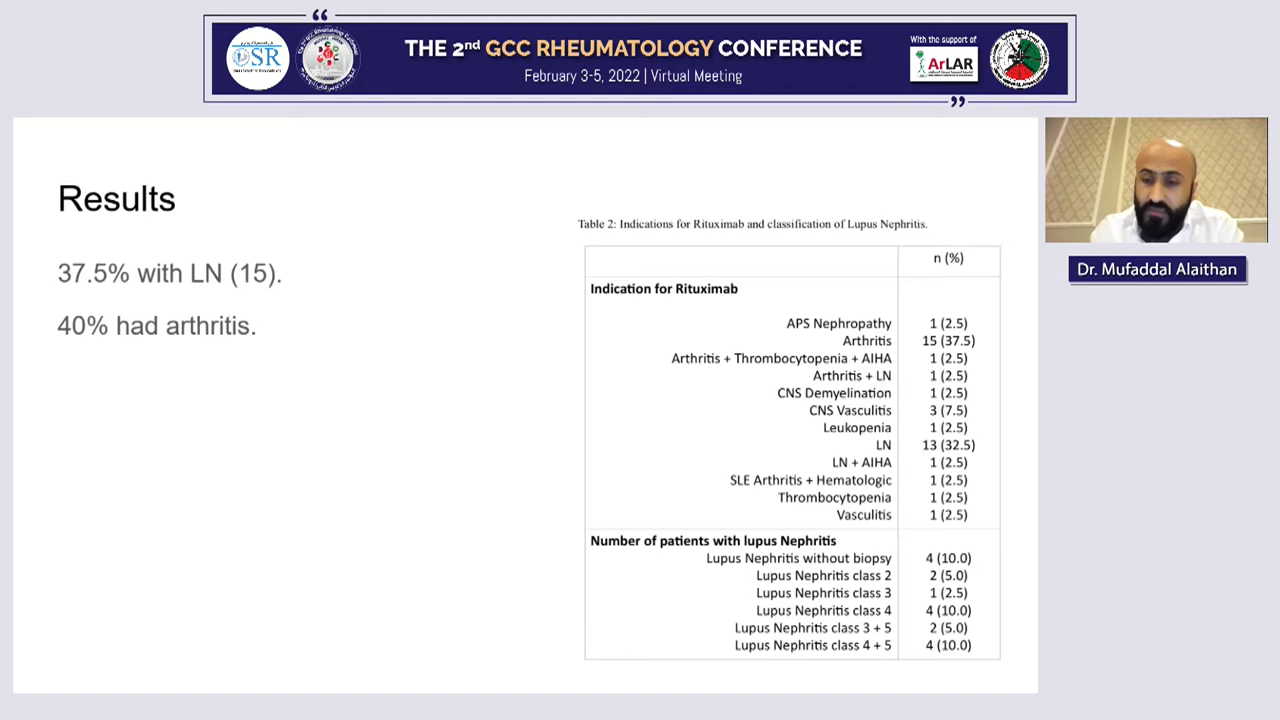 “
THE 2nd GCC RHEUMATOLOGY CONFERENCE
February 3-5, 2022 | Virtual Meeting
OSR
With the support of
ArLAR
”
Results
37.5% with LN (15).
40% had arthritis.
Table 2: Indications for Rituximab and classification of Lupus Nephritis.
n (%)
Indication for Rituximab
APS Nephropathy 1 (2.5)
Arthritis 15 (37.5)
Arthritis + Thrombocytopenia + AIHA 1 (2.5)
Arthritis + LN 1 (2.5)
CNS Demyelination 1 (2.5)
CNS Vasculitis 3 (7.5)
Leukopenia 1 (2.5)
LN 13 (32.5)
LN + AIHA 1 (2.5)
SLE Arthritis + Hematologic 1 (2.5)
Thrombocytopenia 1 (2.5)
Vasculitis 1 (2.5)
Number of patients with lupus Nephritis
Lupus Nephritis without biopsy 4 (10.0)
Lupus Nephritis class 2 2 (5.0)
Lupus Nephritis class 3 1 (2.5)
Lupus Nephritis class 4 4 (10.0)
Lupus Nephritis class 3 + 5 2 (5.0)
Lupus Nephritis class 4 + 5 4 (10.0)
Dr. Mufaddal Alaithan